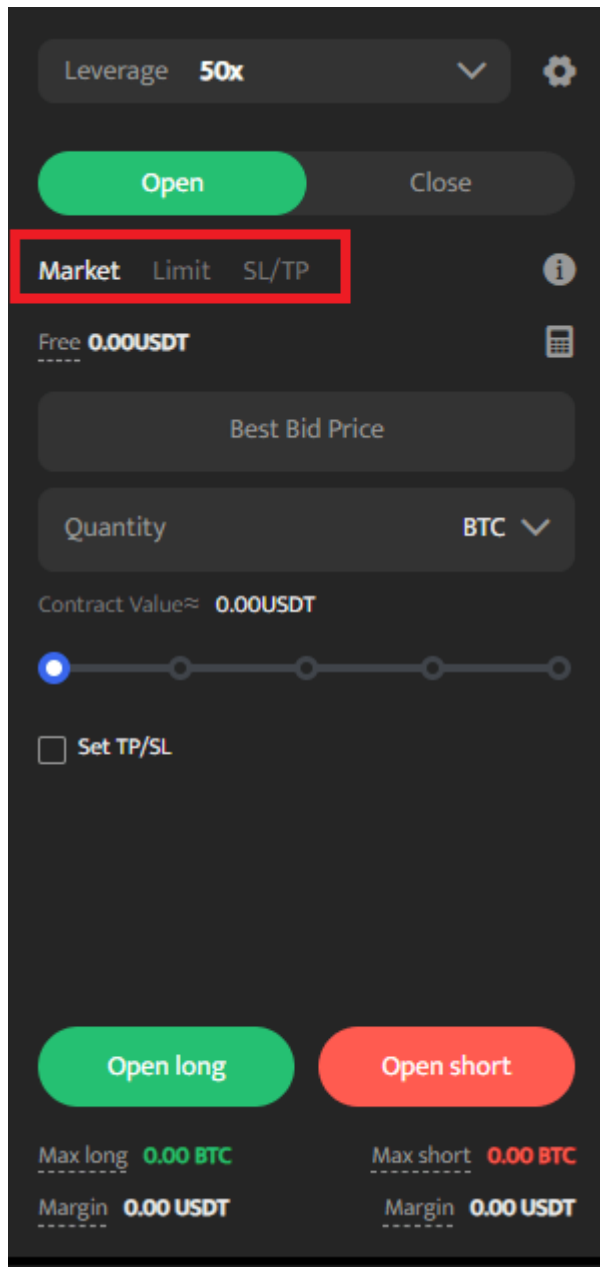 Leverage 50x
Open Close
Market Limit SL/TP
Free 0.00USDT
Best Bid Price
Quantity BTC
Contract Value≈ 0.00USDT
Set TP/SL
Open long Open short
Max long 0.00 BTC Max short 0.00 BTC
Margin 0.00 USDT Margin 0.00 USDT